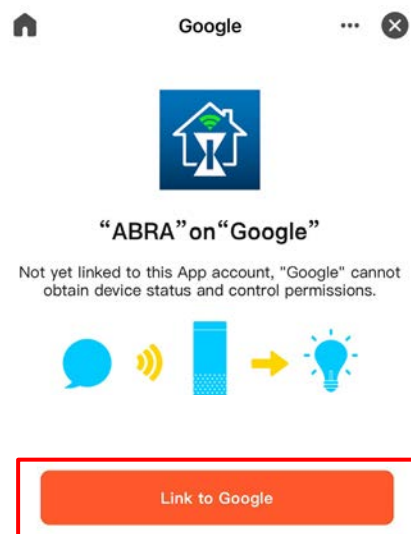 Google
“ABRA”on“Google”
Not yet linked to this App account, "Google" cannot
obtain device status and control permissions.
Link to Google